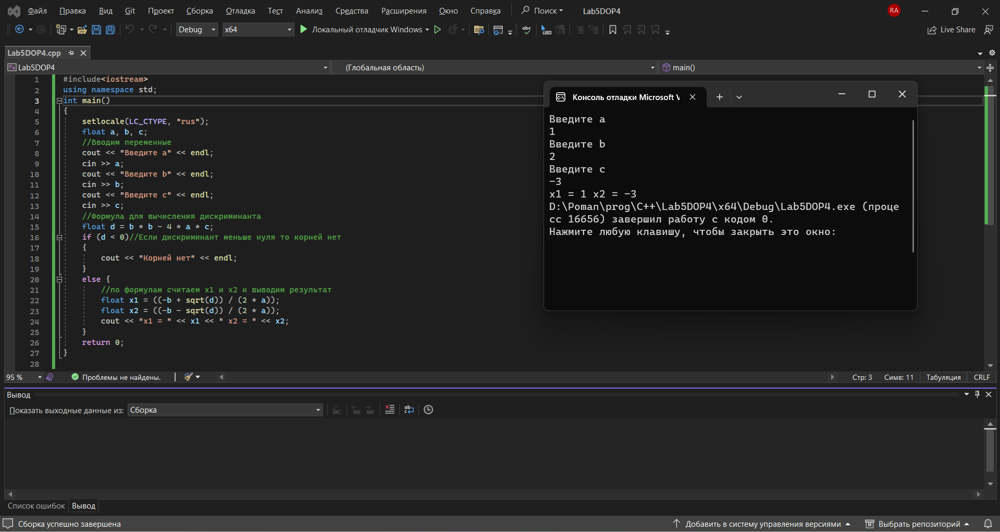 Файл Правка Вид Git Проект Сборка Отладка Тест Анализ Средства Расширения Окно Справка Поиск Lab5DOP4 RA
Debug x64 Локальный отладчик Windows abc Live Share
Lab5DOP4.cpp
Lab5DOP4 (Глобальная область) main()
1 #include<iostream>
2 using namespace std;
3 int main()
4 {
5 setlocale(LC_CTYPE, "rus");
6 float a, b, c;
7 //Вводим переменные
8 cout << "Введите a" << endl;
9 cin >> a;
10 cout << "Введите b" << endl;
11 cin >> b;
12 cout << "Введите c" << endl;
13 cin >> c;
14 //Формула для вычисления дискриминанта
15 float d = b * b - 4 * a * c;
16 if (d < 0)//Если дискриминант меньше нуля то корней нет
17 {
18 cout << "Корней нет" << endl;
19 }
20 else {
21 //по формулам считаем x1 и x2 и выводим результат
22 float x1 = ((-b + sqrt(d)) / (2 * a));
23 float x2 = ((-b - sqrt(d)) / (2 * a));
24 cout << "x1 = " << x1 << " x2 = " << x2;
25 }
26 return 0;
27 }
28
Консоль отладки Microsoft V
Введите a
1
Введите b
2
Введите c
-3
x1 = 1 x2 = -3
D:\Poman\prog\C++\Lab5DOP4\x64\Debug\Lab5DOP4.exe (проце
сс 16656) завершил работу с кодом 0.
Нажмите любую клавишу, чтобы закрыть это окно:
95 % Проблемы не найдены. Стр: 3 Симв: 11 Табуляция CRLF
Вывод
Показать выходные данные из: Сборка
Список ошибок Вывод
Сборка успешно завершена Добавить в систему управления версиями Выбрать репозиторий